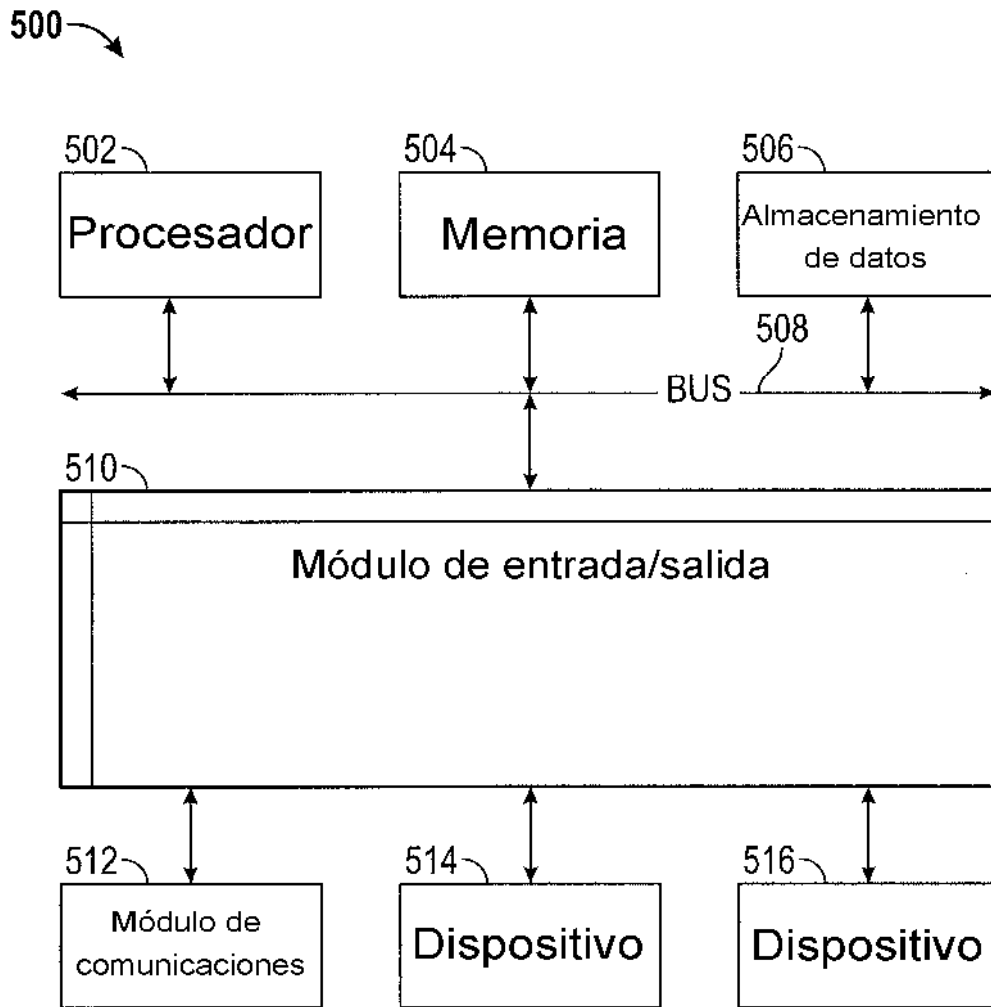 500
502
504
506
Procesador
Memoria
Almacenamiento
de datos
508
BUS
510
Módulo de entrada/salida
512
514
516
Módulo de
comunicaciones
Dispositivo
Dispositivo